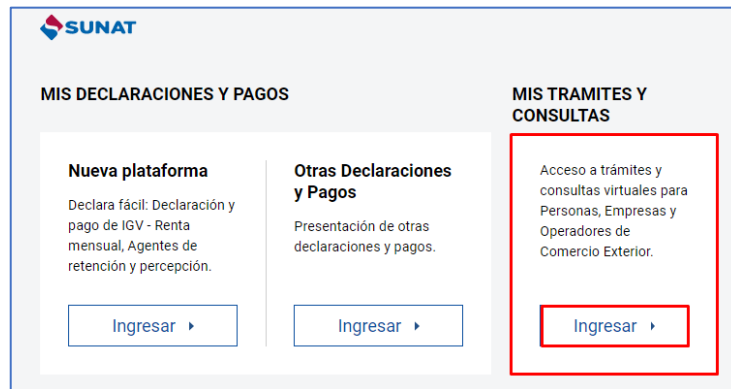 SUNAT
MIS DECLARACIONES Y PAGOS
Nueva plataforma
Declara fácil: Declaración y
pago de IGV - Renta
mensual, Agentes de
retención y percepción.
Ingresar
Otras Declaraciones
y Pagos
Presentación de otras
declaraciones y pagos.
Ingresar
MIS TRAMITES Y
CONSULTAS
Acceso a trámites y
consultas virtuales para
Personas, Empresas y
Operadores de
Comercio Exterior.
Ingresar